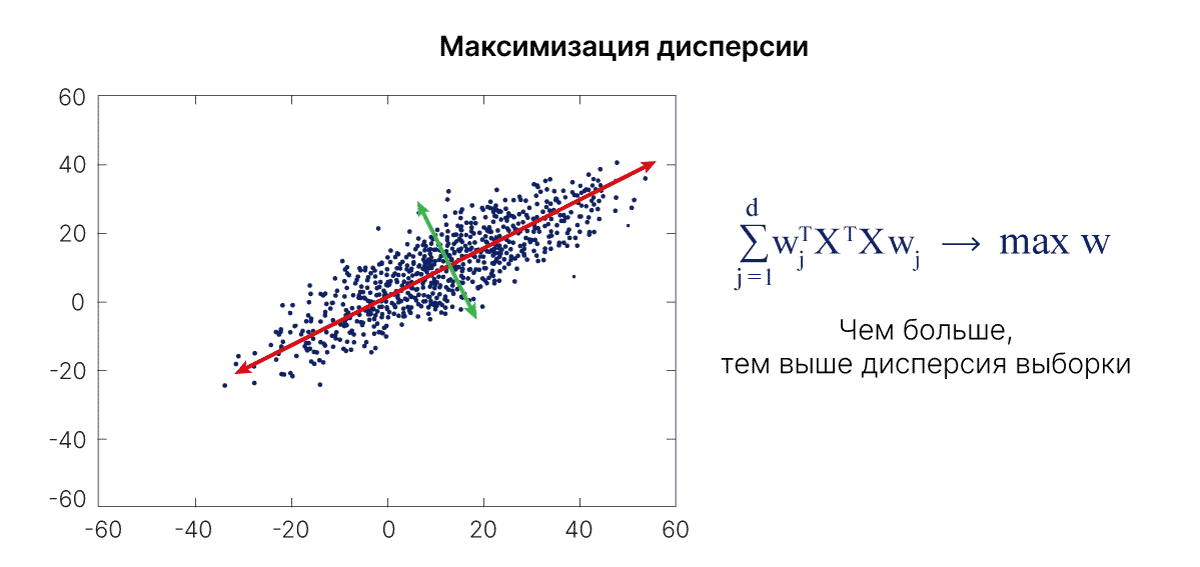 Максимизация дисперсии
60
40
20
0
-20
-40
-60
-60 -40 -20 0 20 40 60
d
∑ wⱼᵀXᵀXwⱼ → max w
j = 1
Чем больше,
тем выше дисперсия выборки